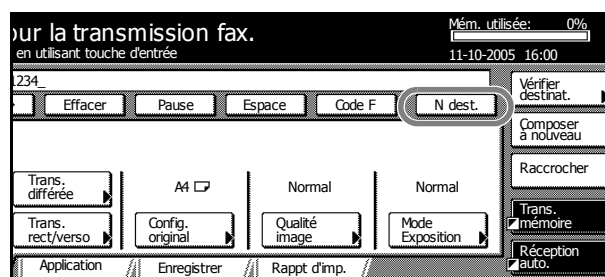 our la transmission fax.
en utilisant touche d'entrée
Mém. utilisée: 0%
11-10-2005 16:00
1234_
Effacer Pause Espace Code F N dest.
Vérifier
destinat.
Composer
à nouveau
Raccrocher
Trans.
différée
A4 Normal Normal
Trans.
rect/verso
Config.
original
Qualité
image
Mode
Exposition
Trans.
mémoire
Réception
auto.
Application Enregistrer Rappt d'imp.